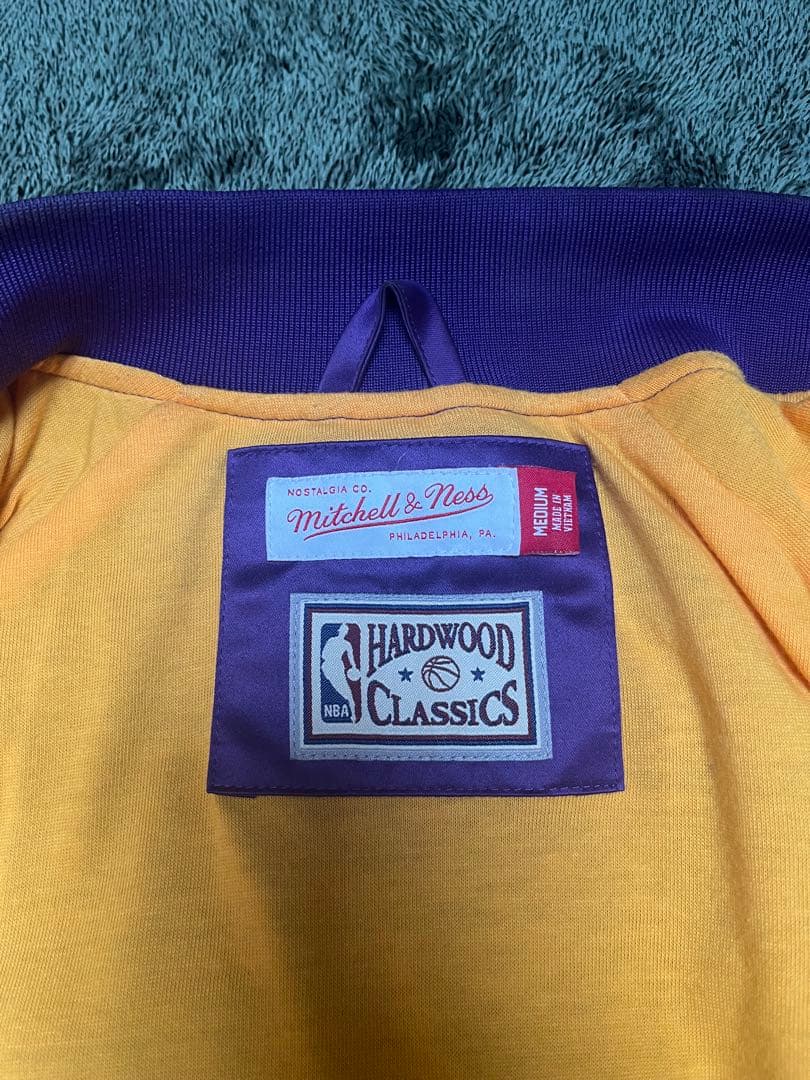 NOSTALGIA CO.
Mitchell & Ness
PHILADELPHIA, PA.
MEDIUM
MADE IN
VIETNAM
HARDWOOD
CLASSICS
NBA